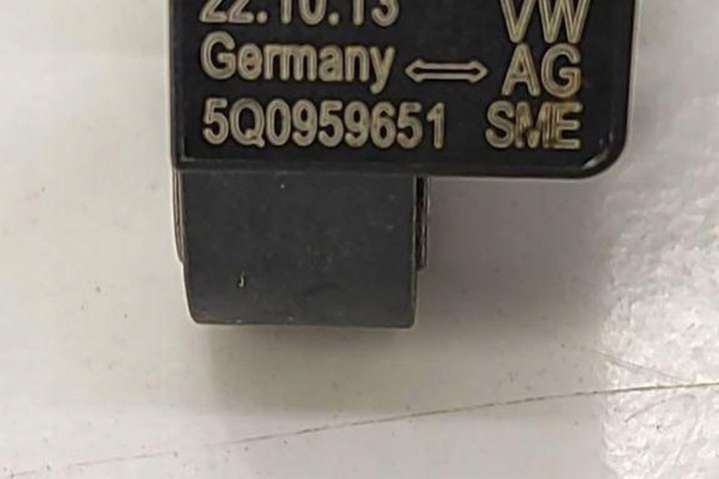 22.10.13 VW
Germany ⇔ AG
5Q0959651 SME